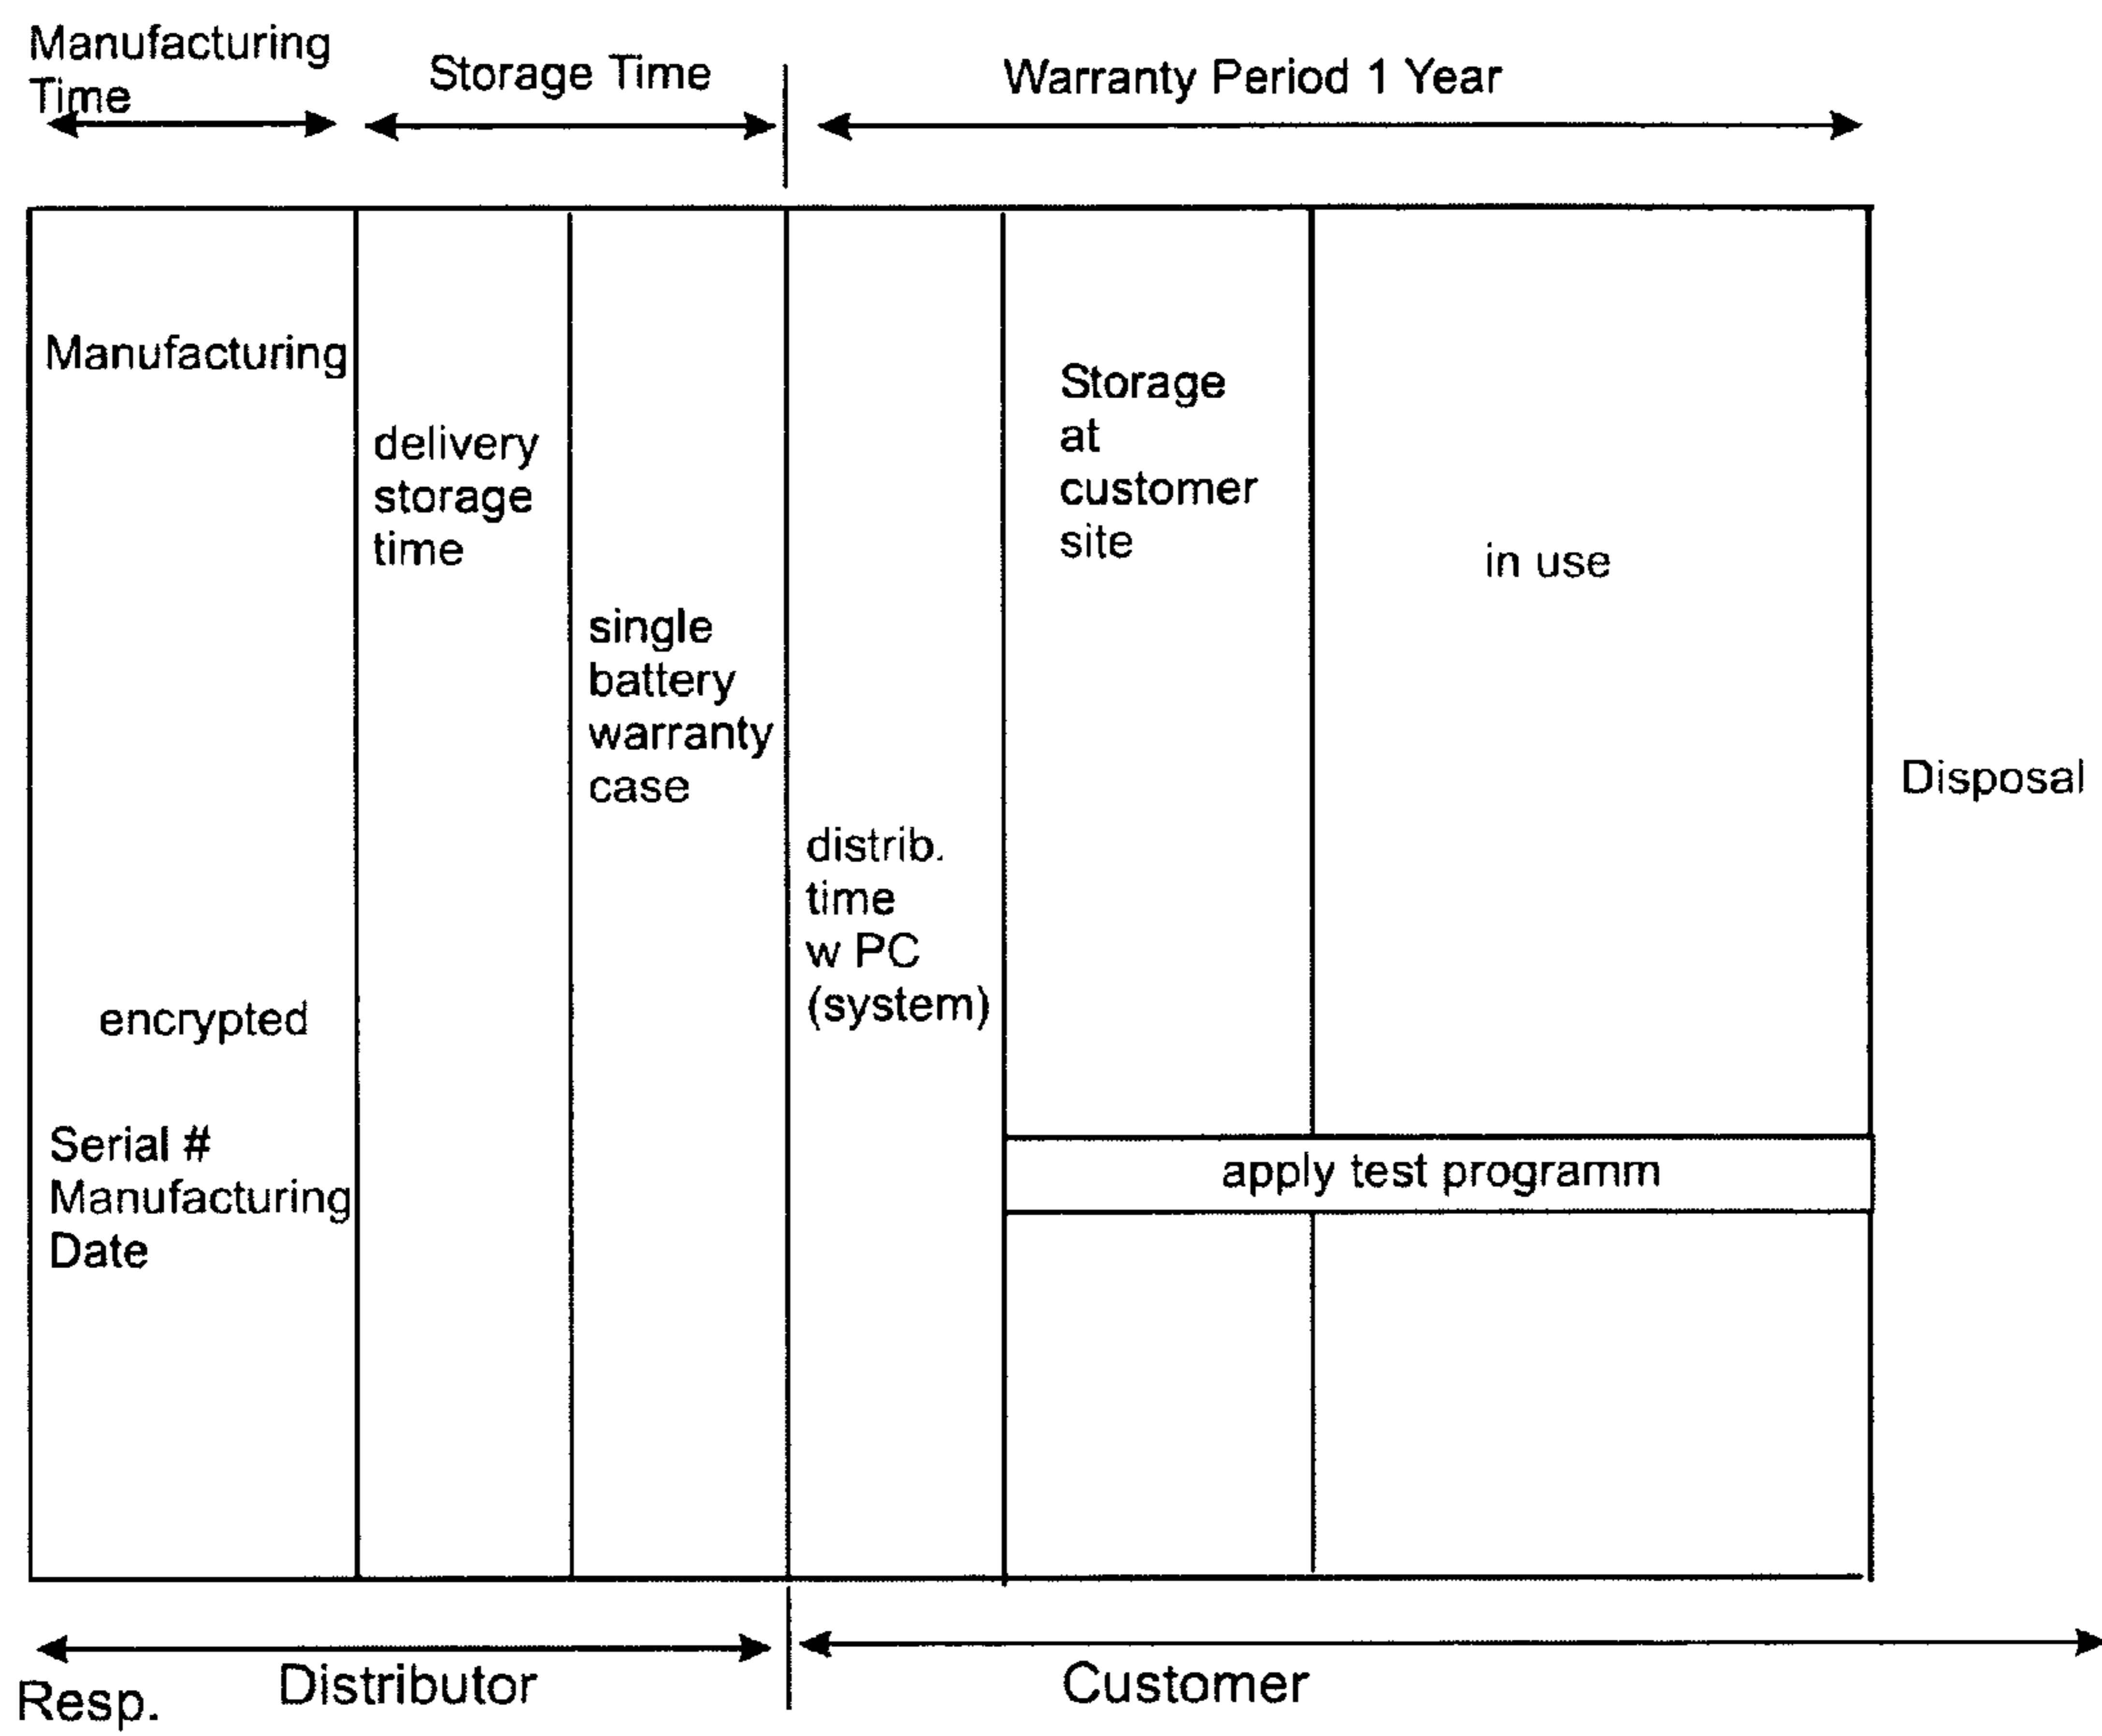 Manufacturing
Time
Storage Time
Warranty Period 1 Year
Manufacturing
delivery
storage
time
single
battery
warranty
case
distrib.
time
w PC
(system)
Storage
at
customer
site
in use
Disposal
encrypted
Serial #
Manufacturing
Date
apply test programm
Resp.
Distributor
Customer